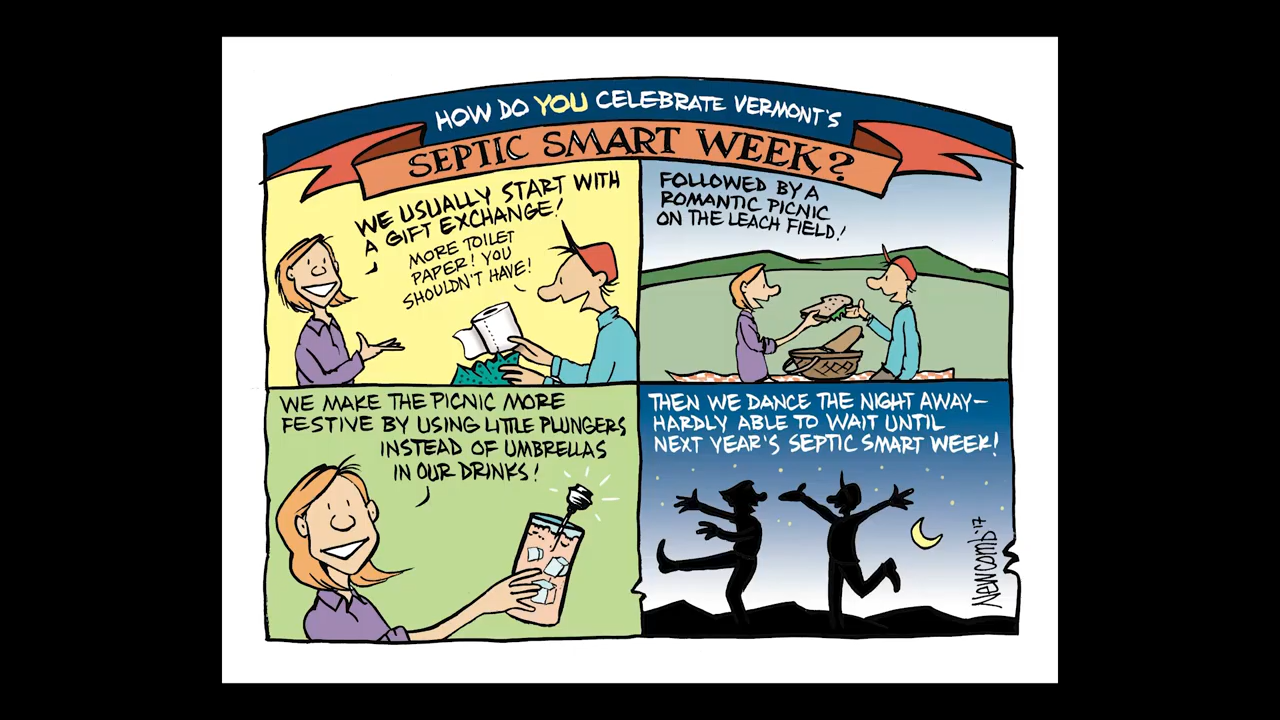 HOW DO YOU CELEBRATE VERMONT'S
SEPTIC SMART WEEK?
WE USUALLY START WITH
A GIFT EXCHANGE!
MORE TOILET
PAPER! YOU
SHOULDN'T HAVE!
FOLLOWED BY A
ROMANTIC PICNIC
ON THE LEACH FIELD!
WE MAKE THE PICNIC MORE
FESTIVE BY USING LITTLE PLUNGERS
INSTEAD OF UMBRELLAS
IN OUR DRINKS!
THEN WE DANCE THE NIGHT AWAY–
HARDLY ABLE TO WAIT UNTIL
NEXT YEAR'S SEPTIC SMART WEEK!
Newcomb '17